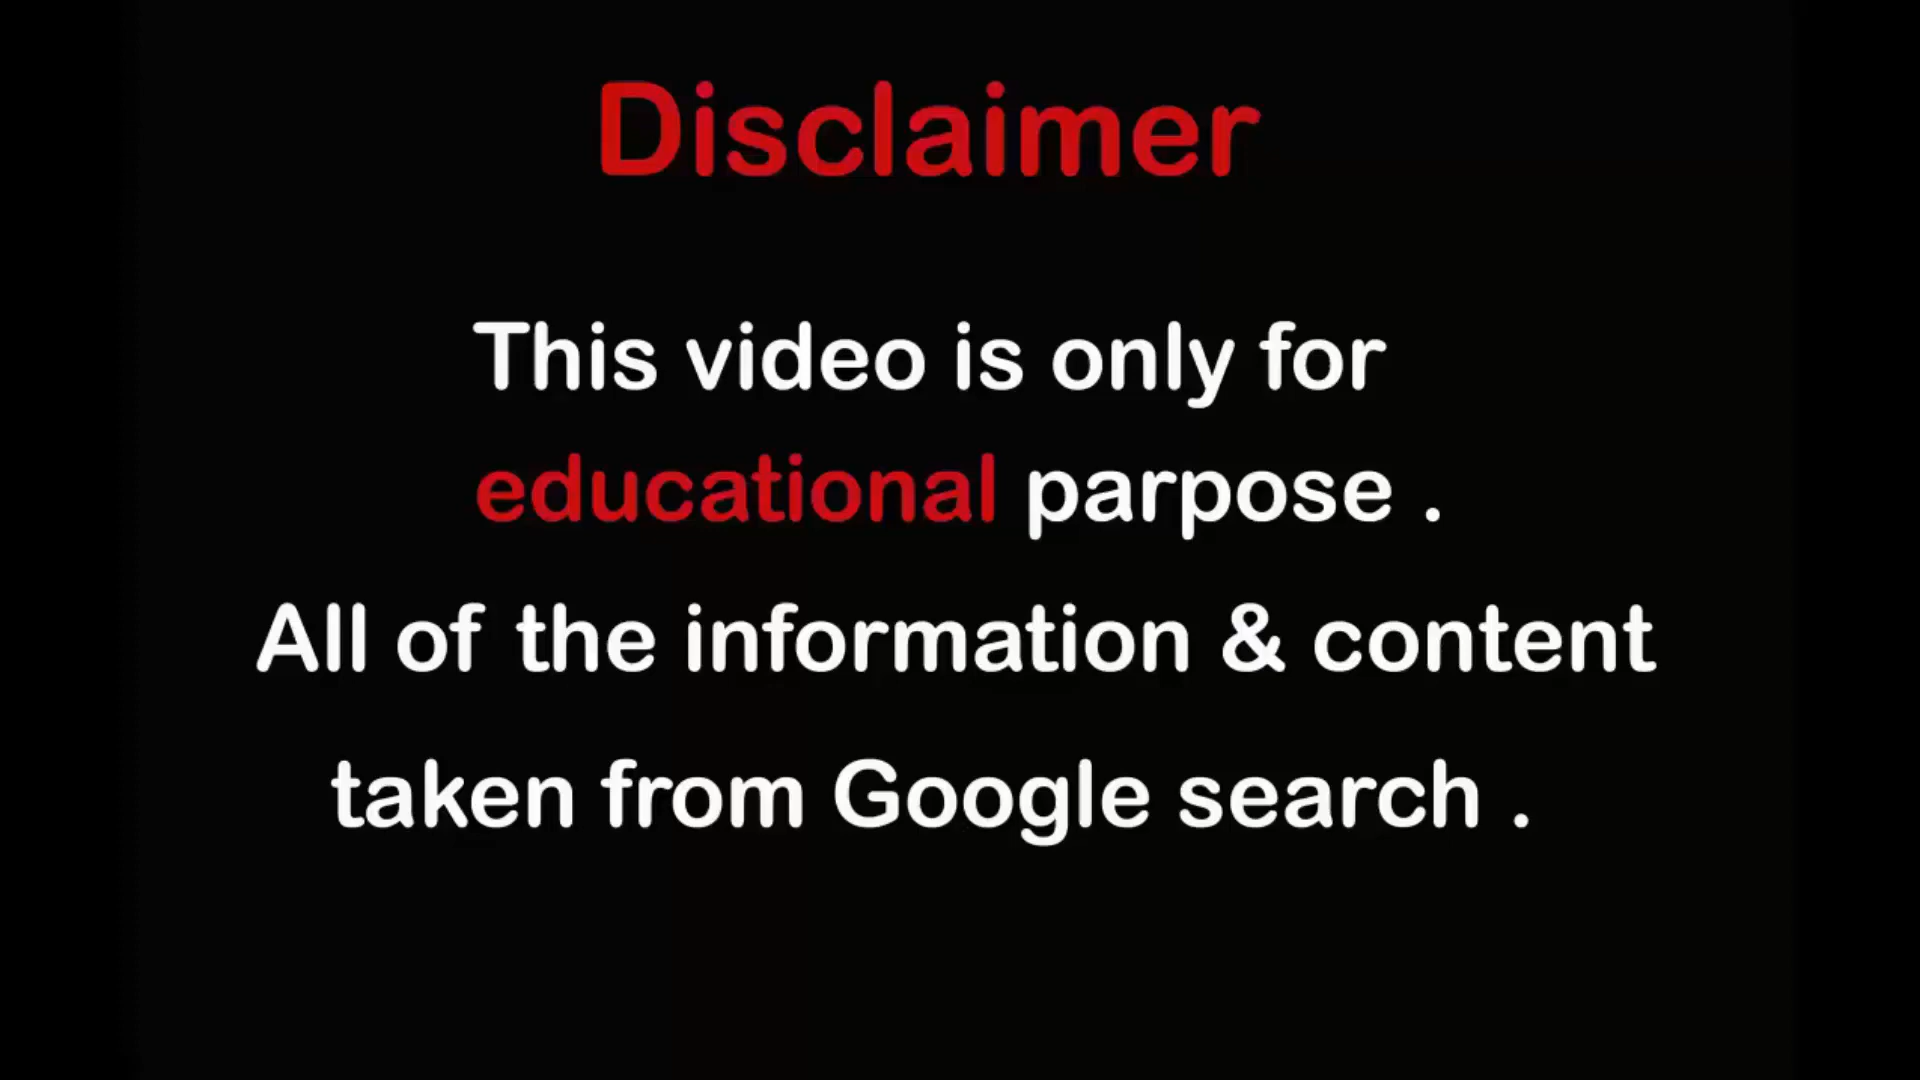 Disclaimer
This video is only for
educational parpose .
All of the information & content
taken from Google search .